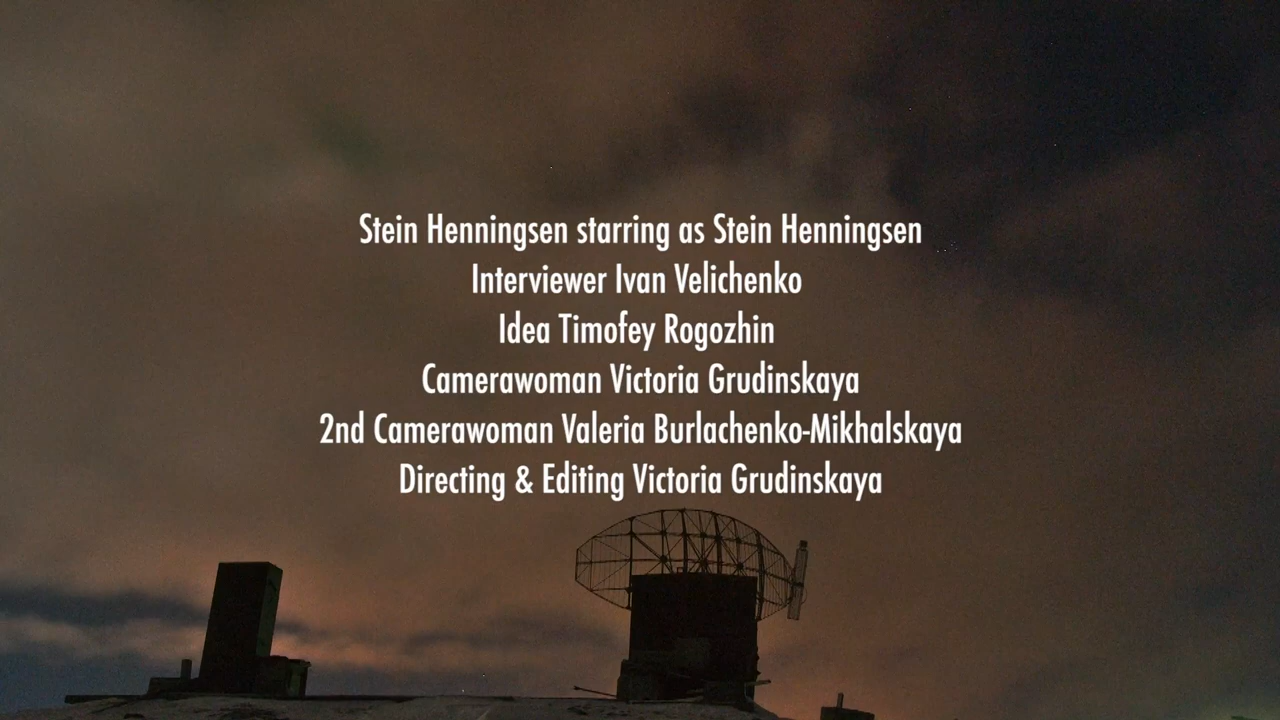 Stein Henningsen starring as Stein Henningsen
Interviewer Ivan Velichenko
Idea Timofey Rogozhin
Camerawoman Victoria Grudinskaya
2nd Camerawoman Valeria Burlachenko-Mikhalskaya
Directing & Editing Victoria Grudinskaya